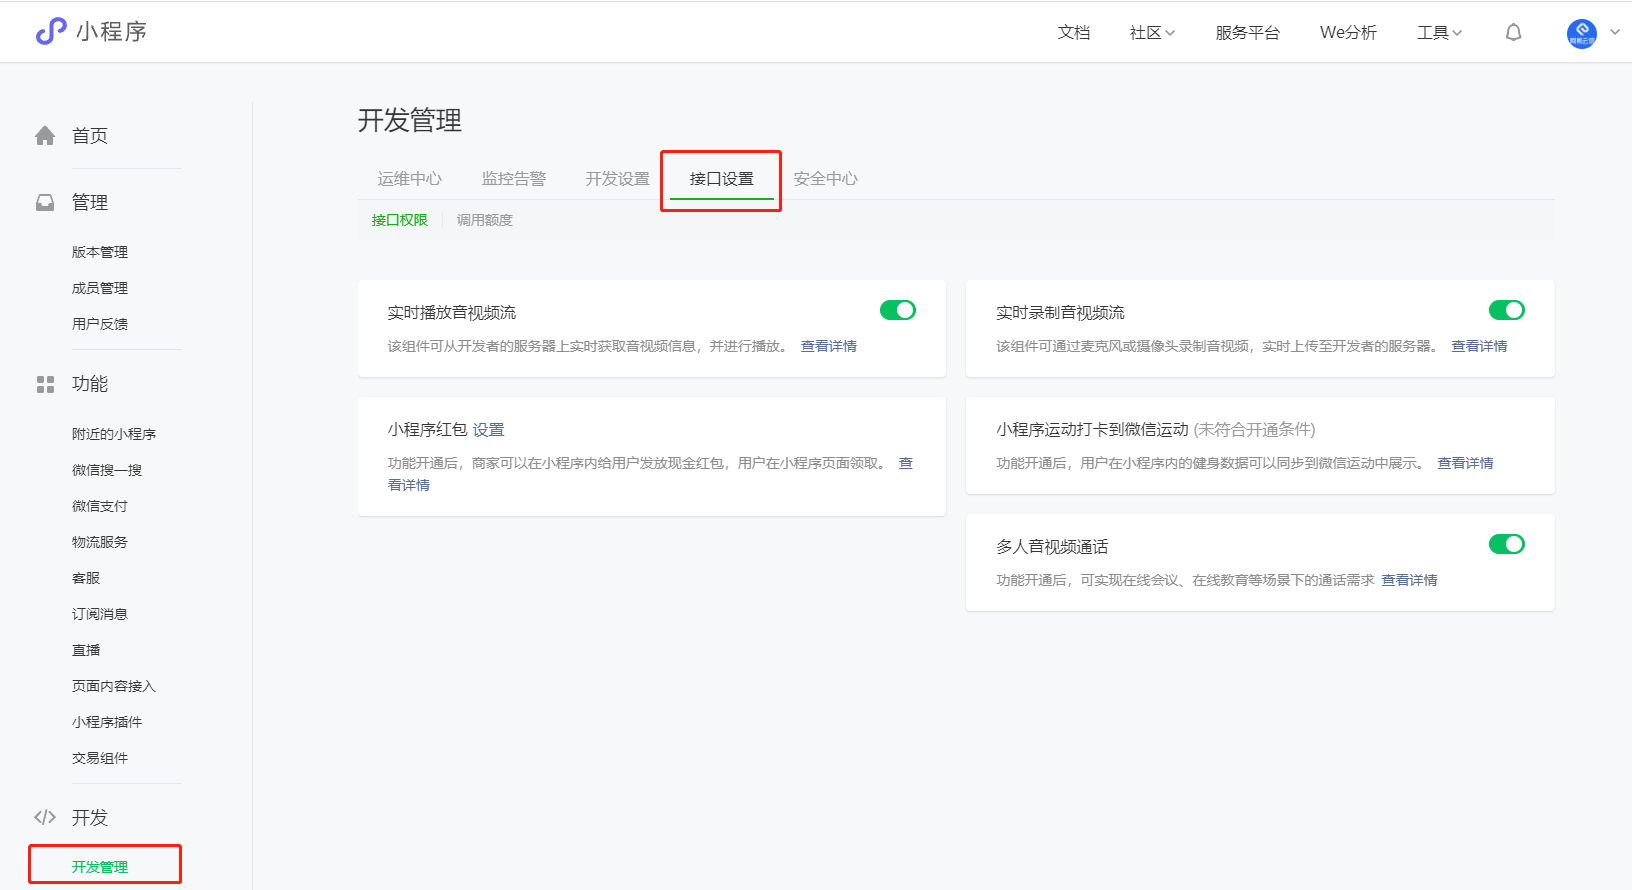 小程序
文档 社区 服务平台 We分析 工具
首页
管理
版本管理
成员管理
用户反馈
功能
附近的小程序
微信搜一搜
微信支付
物流服务
客服
订阅消息
直播
页面内容接入
小程序插件
交易组件
开发
开发管理
开发管理
运维中心 监控告警 开发设置 接口设置 安全中心
接口权限 调用额度
实时播放音视频流
该组件可从开发者的服务器上实时获取音视频信息，并进行播放。 查看详情
实时录制音视频流
该组件可通过麦克风或摄像头录制音视频，实时上传至开发者的服务器。 查看详情
小程序红包 设置
功能开通后，商家可以在小程序内给用户发放现金红包，用户在小程序页面领取。 查
看详情
小程序运动打卡到微信运动 (未符合开通条件)
功能开通后，用户在小程序内的健身数据可以同步到微信运动中展示。 查看详情
多人音视频通话
功能开通后，可实现在线会议、在线教育等场景下的通话需求 查看详情